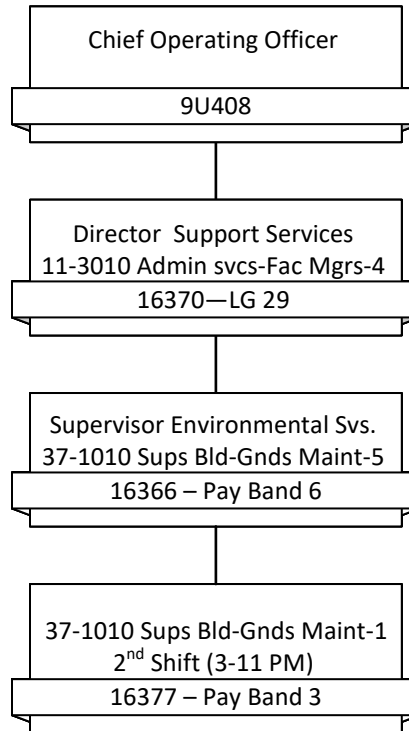 Chief Operating Officer
9U408
Director  Support Services
11-3010 Admin svcs-Fac Mgrs-4
16370—LG 29
Supervisor Environmental Svs.
37-1010 Sups Bld-Gnds Maint-5
16366 – Pay Band 6
37-1010 Sups Bld-Gnds Maint-1
2nd Shift (3-11 PM)
16377 – Pay Band 3